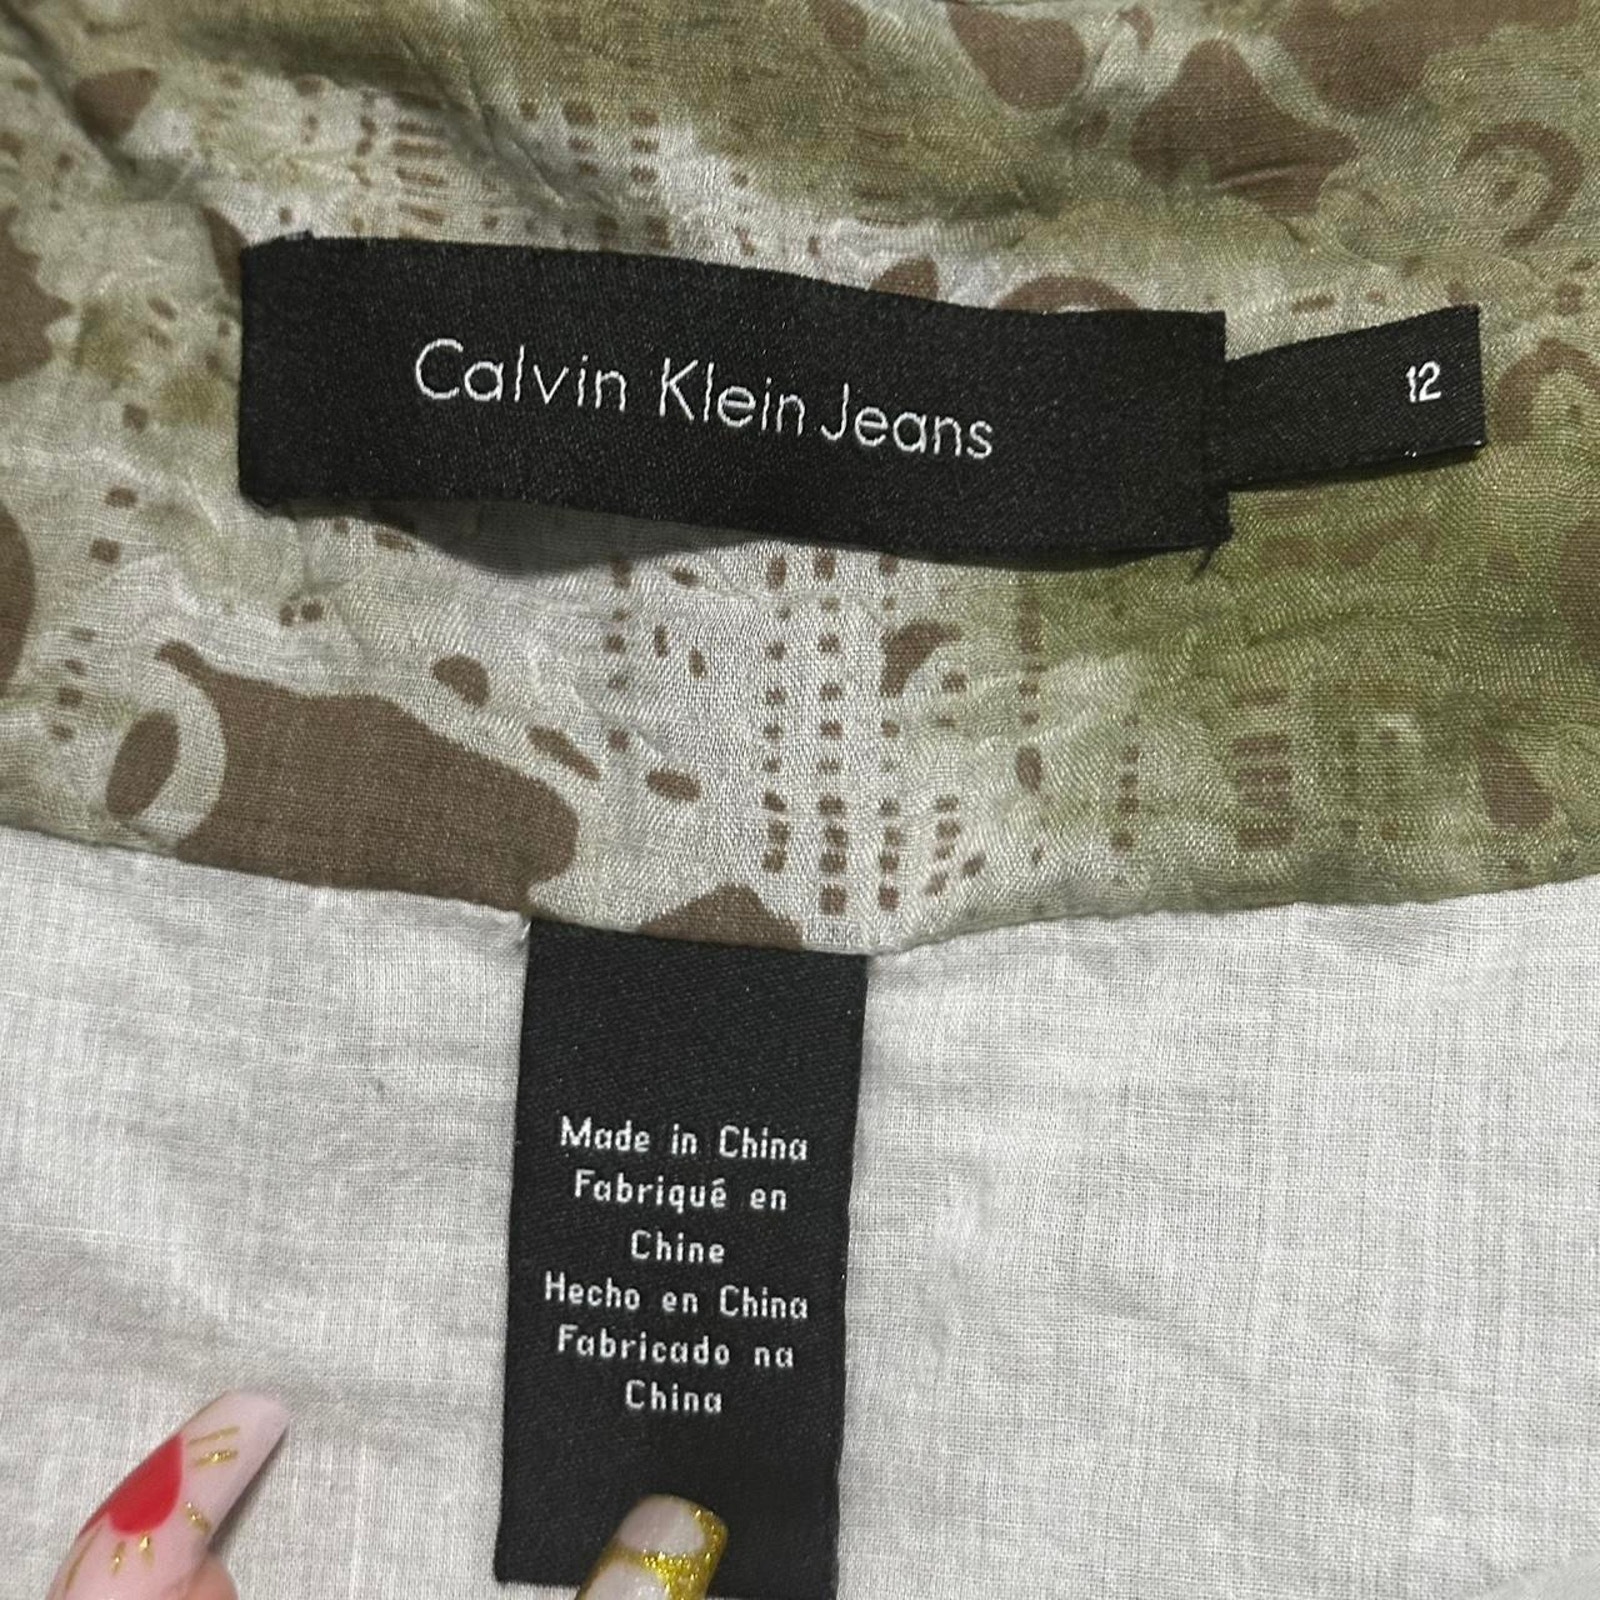 Calvin Klein Jeans
12
Made in China
Fabriqué en
Chine
Hecho en China
Fabricado na
China